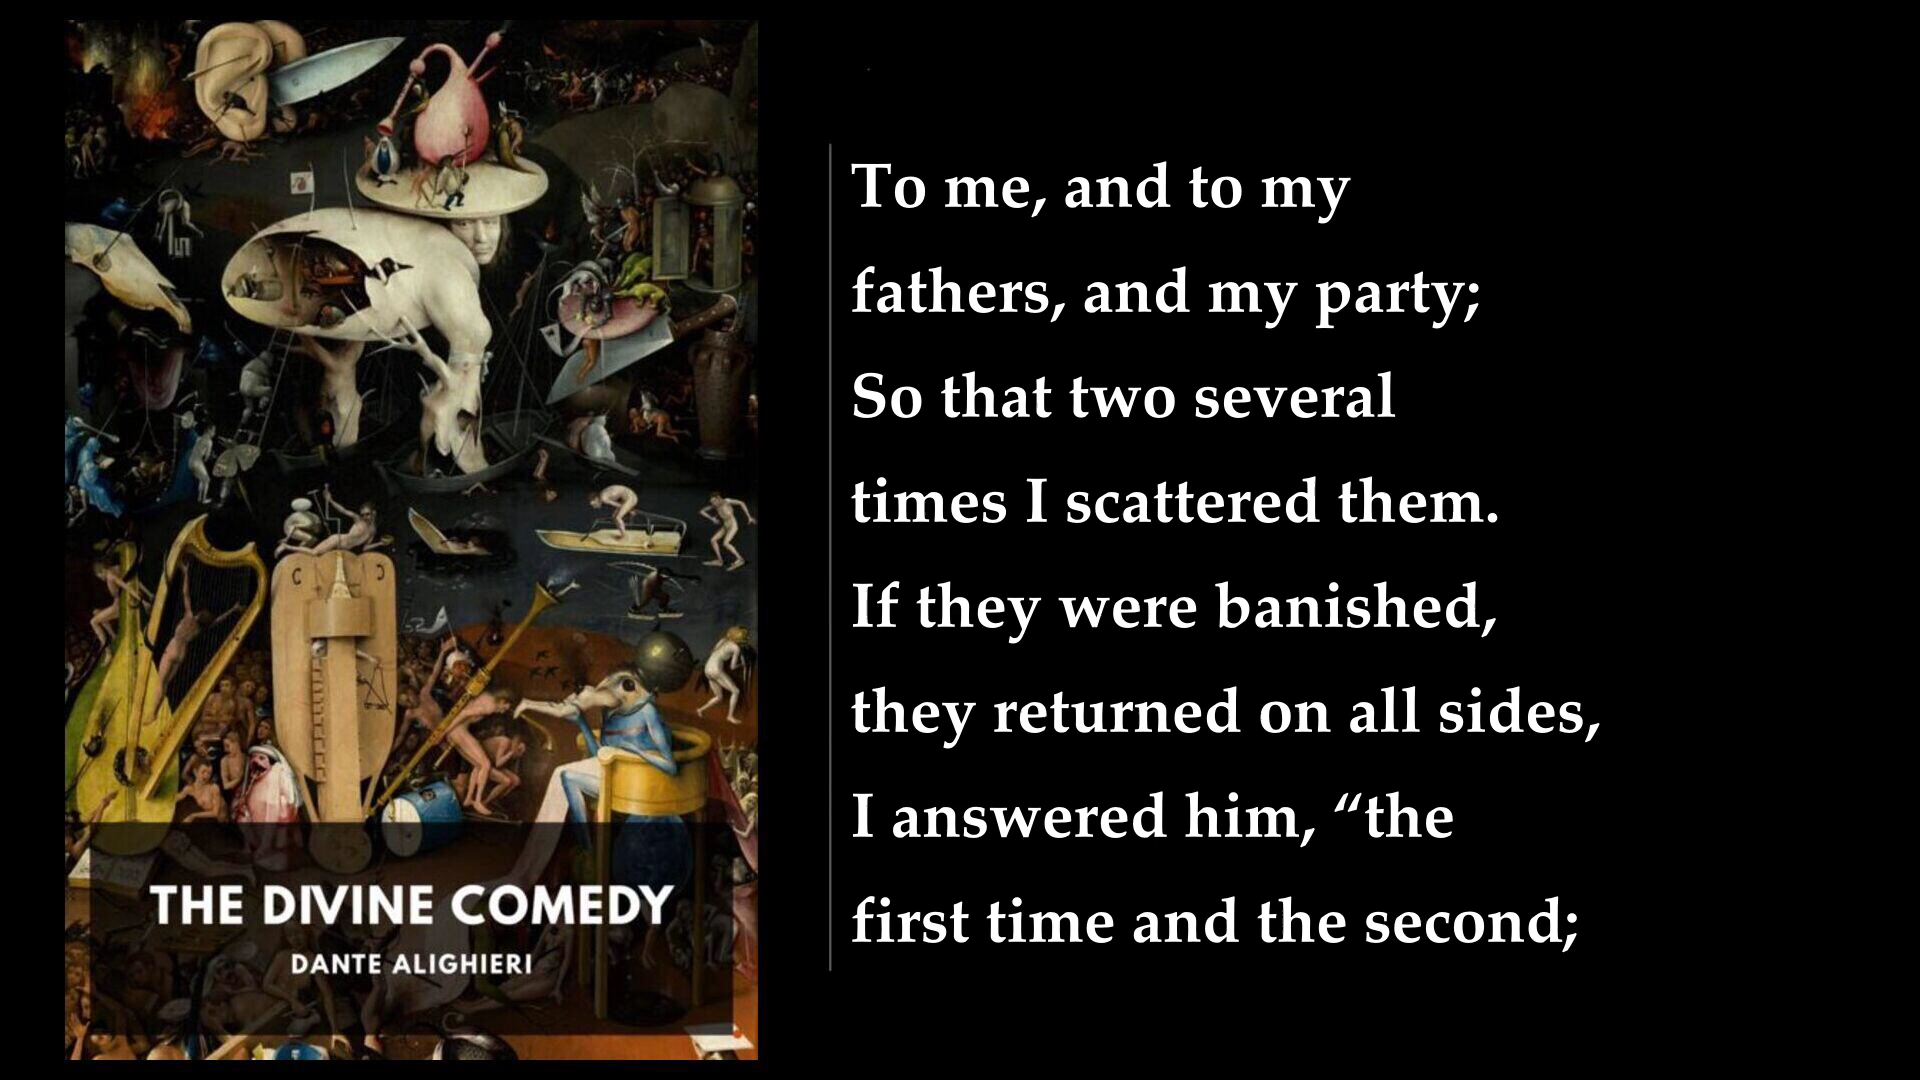 THE DIVINE COMEDY
DANTE ALIGHIERI
To me, and to my
fathers, and my party;
So that two several
times I scattered them.
If they were banished,
they returned on all sides,
I answered him, “the
first time and the second;